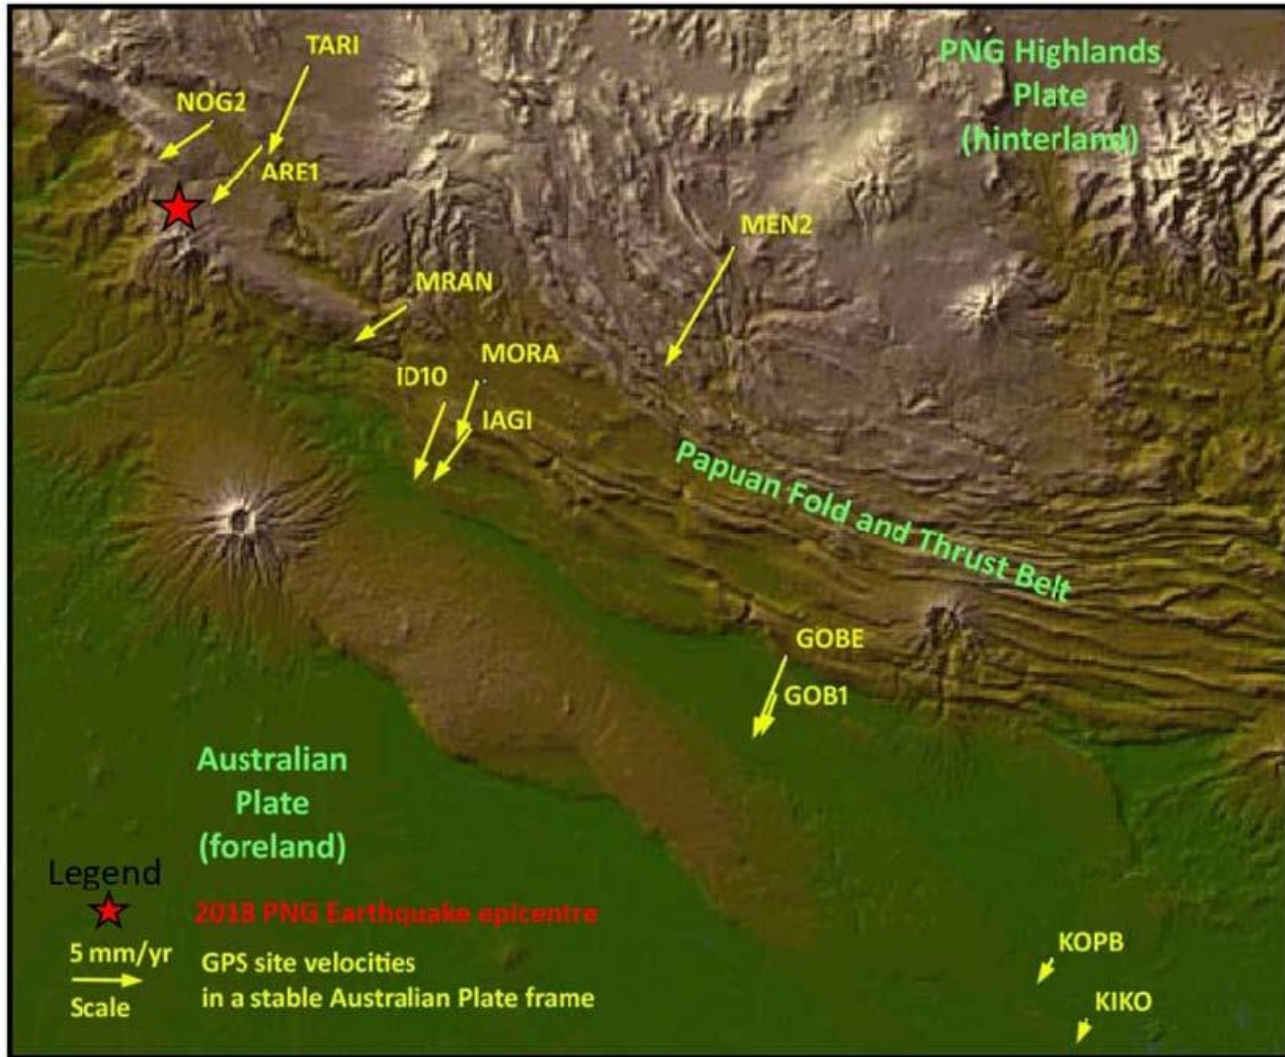 TARI
PNG Highlands
Plate
(hinterland)
NOG2
ARE1
MEN2
MRAN
MORA
ID10
IAGI
Papuan Fold and Thrust Belt
GOBE
GOB1
Australian
Plate
(foreland)
Legend
2018 PNG Earthquake epicentre
5 mm/yr
Scale
GPS site velocities
in a stable Australian Plate frame
KOPB
KIKO